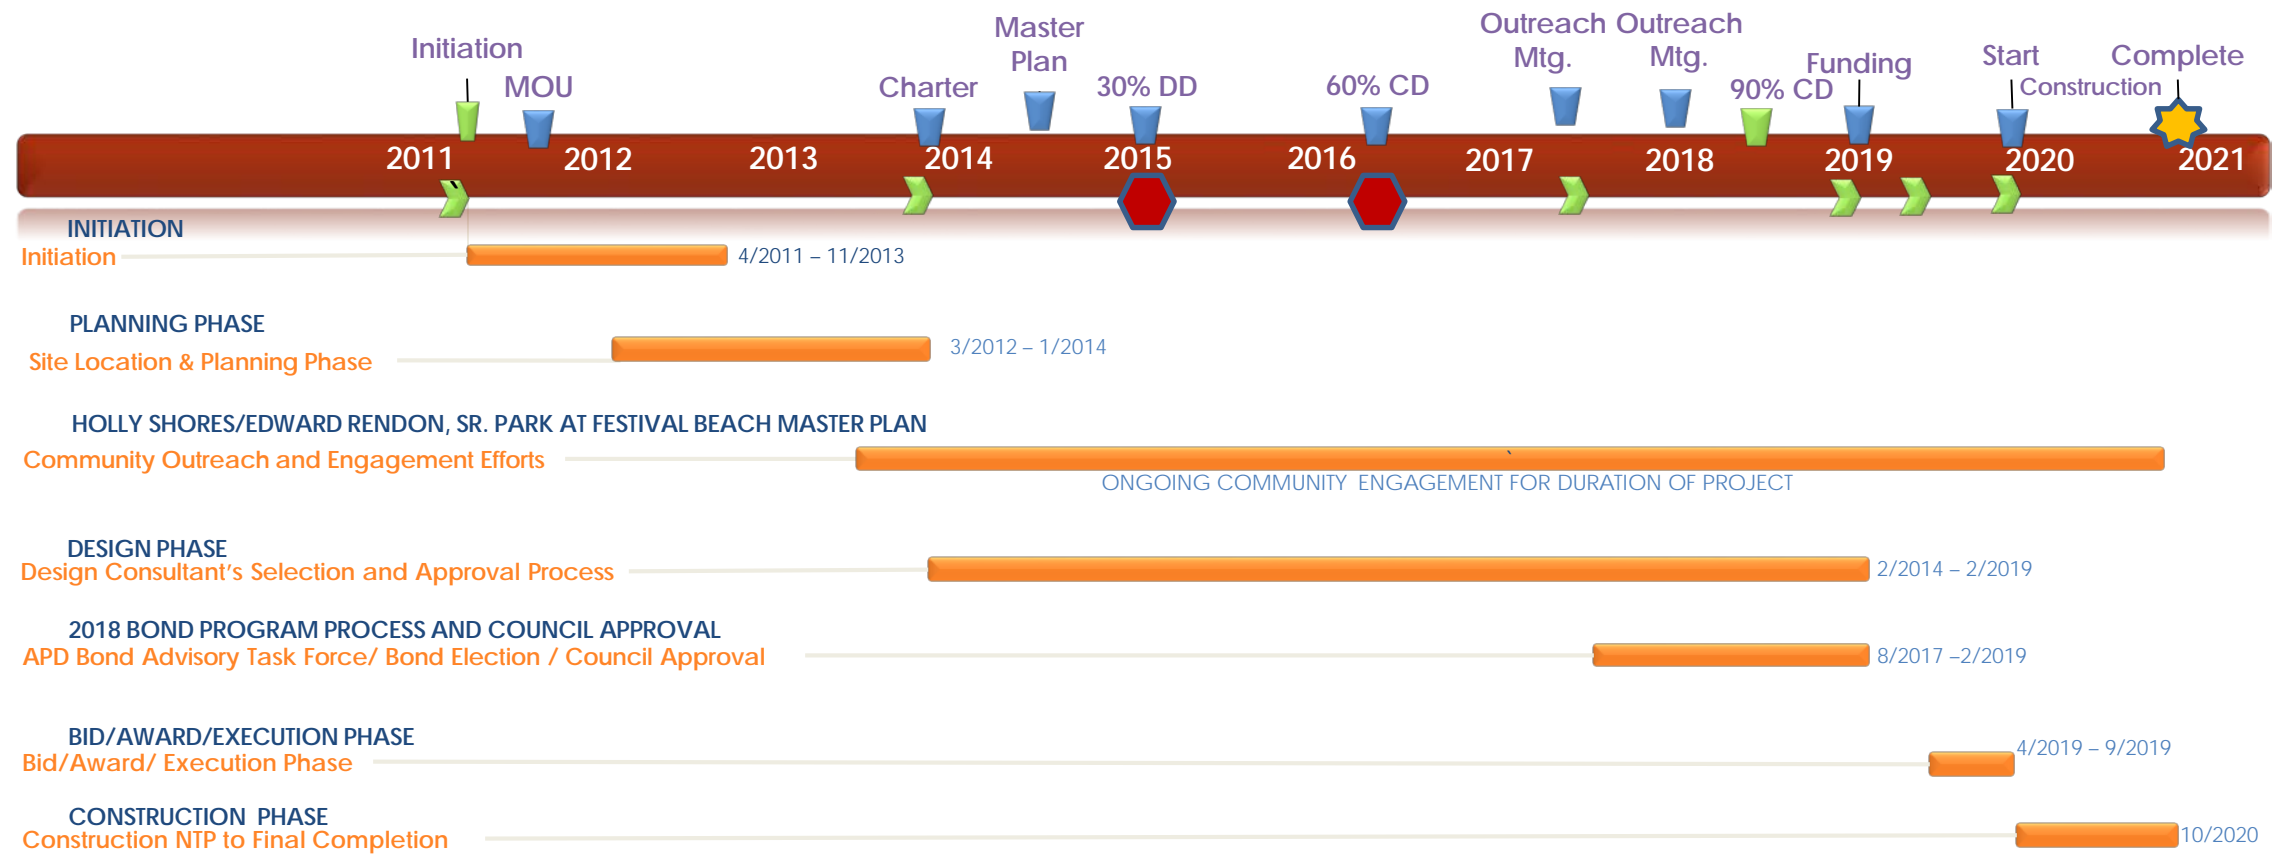 Initiation
MOU
Charter
Master
Plan
30% DD
60% CD
Outreach Outreach
Mtg. Mtg.
90% CD
Funding
Start
Construction
Complete
2011 2012 2013 2014 2015 2016 2017 2018 2019 2020 2021
INITIATION
Initiation
4/2011 – 11/2013
PLANNING PHASE
Site Location & Planning Phase
3/2012 – 1/2014
HOLLY SHORES/EDWARD RENDON, SR. PARK AT FESTIVAL BEACH MASTER PLAN
Community Outreach and Engagement Efforts
ONGOING COMMUNITY ENGAGEMENT FOR DURATION OF PROJECT
DESIGN PHASE
Design Consultant's Selection and Approval Process
2/2014 – 2/2019
2018 BOND PROGRAM PROCESS AND COUNCIL APPROVAL
APD Bond Advisory Task Force/ Bond Election / Council Approval
8/2017 –2/2019
BID/AWARD/EXECUTION PHASE
Bid/Award/ Execution Phase
4/2019 – 9/2019
CONSTRUCTION PHASE
Construction NTP to Final Completion
10/2020